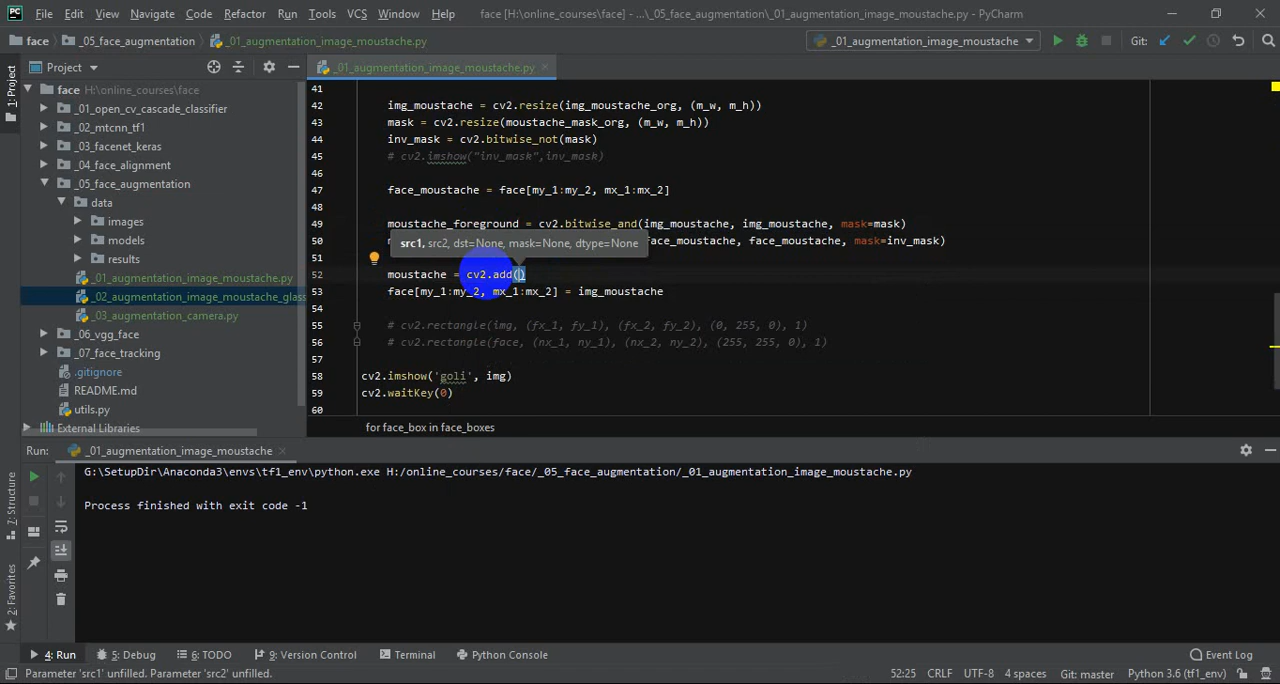 File Edit View Navigate Code Refactor Run Tools VCS Window Help face [H:\online_courses\face] - ...\_05_face_augmentation\_01_augmentation_image_moustache.py - PyCharm
face _05_face_augmentation _01_augmentation_image_moustache.py _01_augmentation_image_moustache Git:
1: Project
Project
_01_augmentation_image_moustache.py
face H:\online_courses\face
_01_open_cv_cascade_classifier
_02_mtcnn_tf1
_03_facenet_keras
_04_face_alignment
_05_face_augmentation
data
images
models
results
_01_augmentation_image_moustache.py
_02_augmentation_image_moustache_glass
_03_augmentation_camera.py
_06_vgg_face
_07_face_tracking
.gitignore
README.md
utils.py
External Libraries
41
42 img_moustache = cv2.resize(img_moustache_org, (m_w, m_h))
43 mask = cv2.resize(moustache_mask_org, (m_w, m_h))
44 inv_mask = cv2.bitwise_not(mask)
45 # cv2.imshow("inv_mask",inv_mask)
46
47 face_moustache = face[my_1:my_2, mx_1:mx_2]
48
49 moustache_foreground = cv2.bitwise_and(img_moustache, img_moustache, mask=mask)
50 face_moustache, face_moustache, mask=inv_mask)
src1, src2, dst=None, mask=None, dtype=None
51
52 moustache = cv2.add()
53 face[my_1:my_2, mx_1:mx_2] = img_moustache
54
55 # cv2.rectangle(img, (fx_1, fy_1), (fx_2, fy_2), (0, 255, 0), 1)
56 # cv2.rectangle(face, (nx_1, ny_1), (nx_2, ny_2), (255, 255, 0), 1)
57
58 cv2.imshow('goli', img)
59 cv2.waitKey(0)
60
for face_box in face_boxes
Run: _01_augmentation_image_moustache
G:\SetupDir\Anaconda3\envs\tf1_env\python.exe H:/online_courses/face/_05_face_augmentation/_01_augmentation_image_moustache.py
Process finished with exit code -1
7: Structure
2: Favorites
4: Run 5: Debug 6: TODO 9: Version Control Terminal Python Console Event Log
Parameter 'src1' unfilled. Parameter 'src2' unfilled. 52:25 CRLF UTF-8 4 spaces Git: master Python 3.6 (tf1_env)